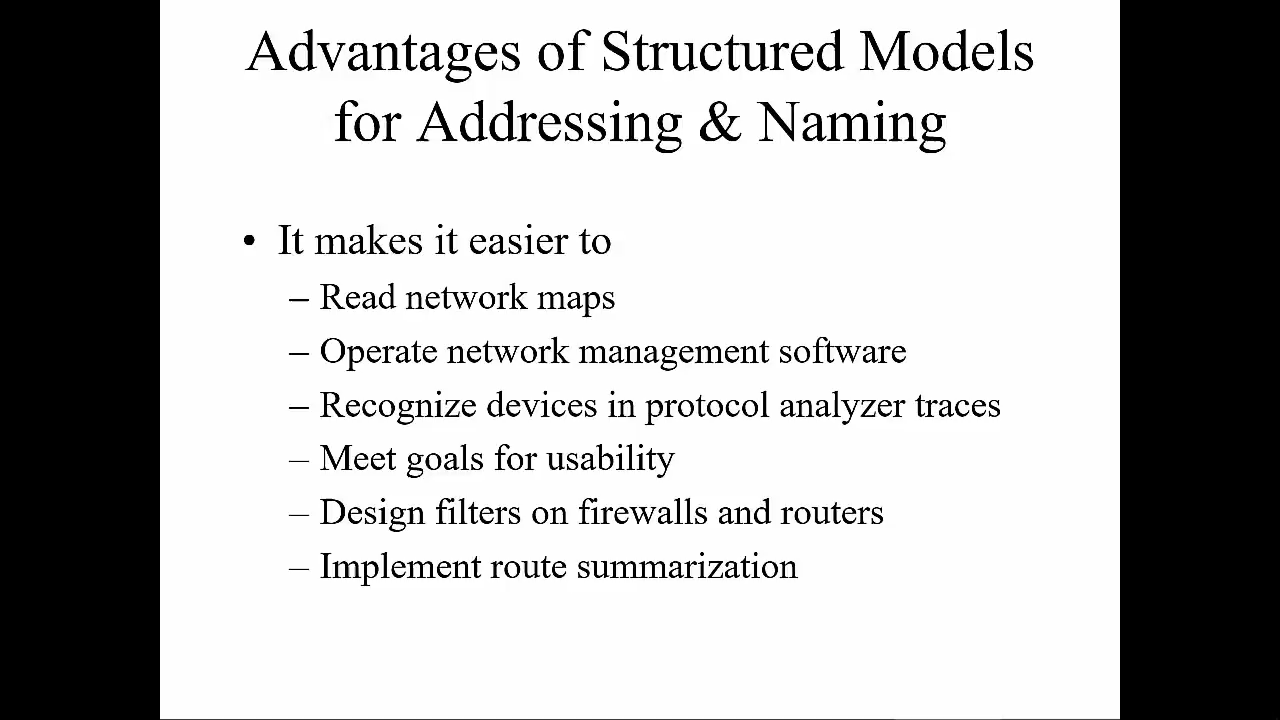 Advantages of Structured Models
for Addressing & Naming
• It makes it easier to
– Read network maps
– Operate network management software
– Recognize devices in protocol analyzer traces
– Meet goals for usability
– Design filters on firewalls and routers
– Implement route summarization